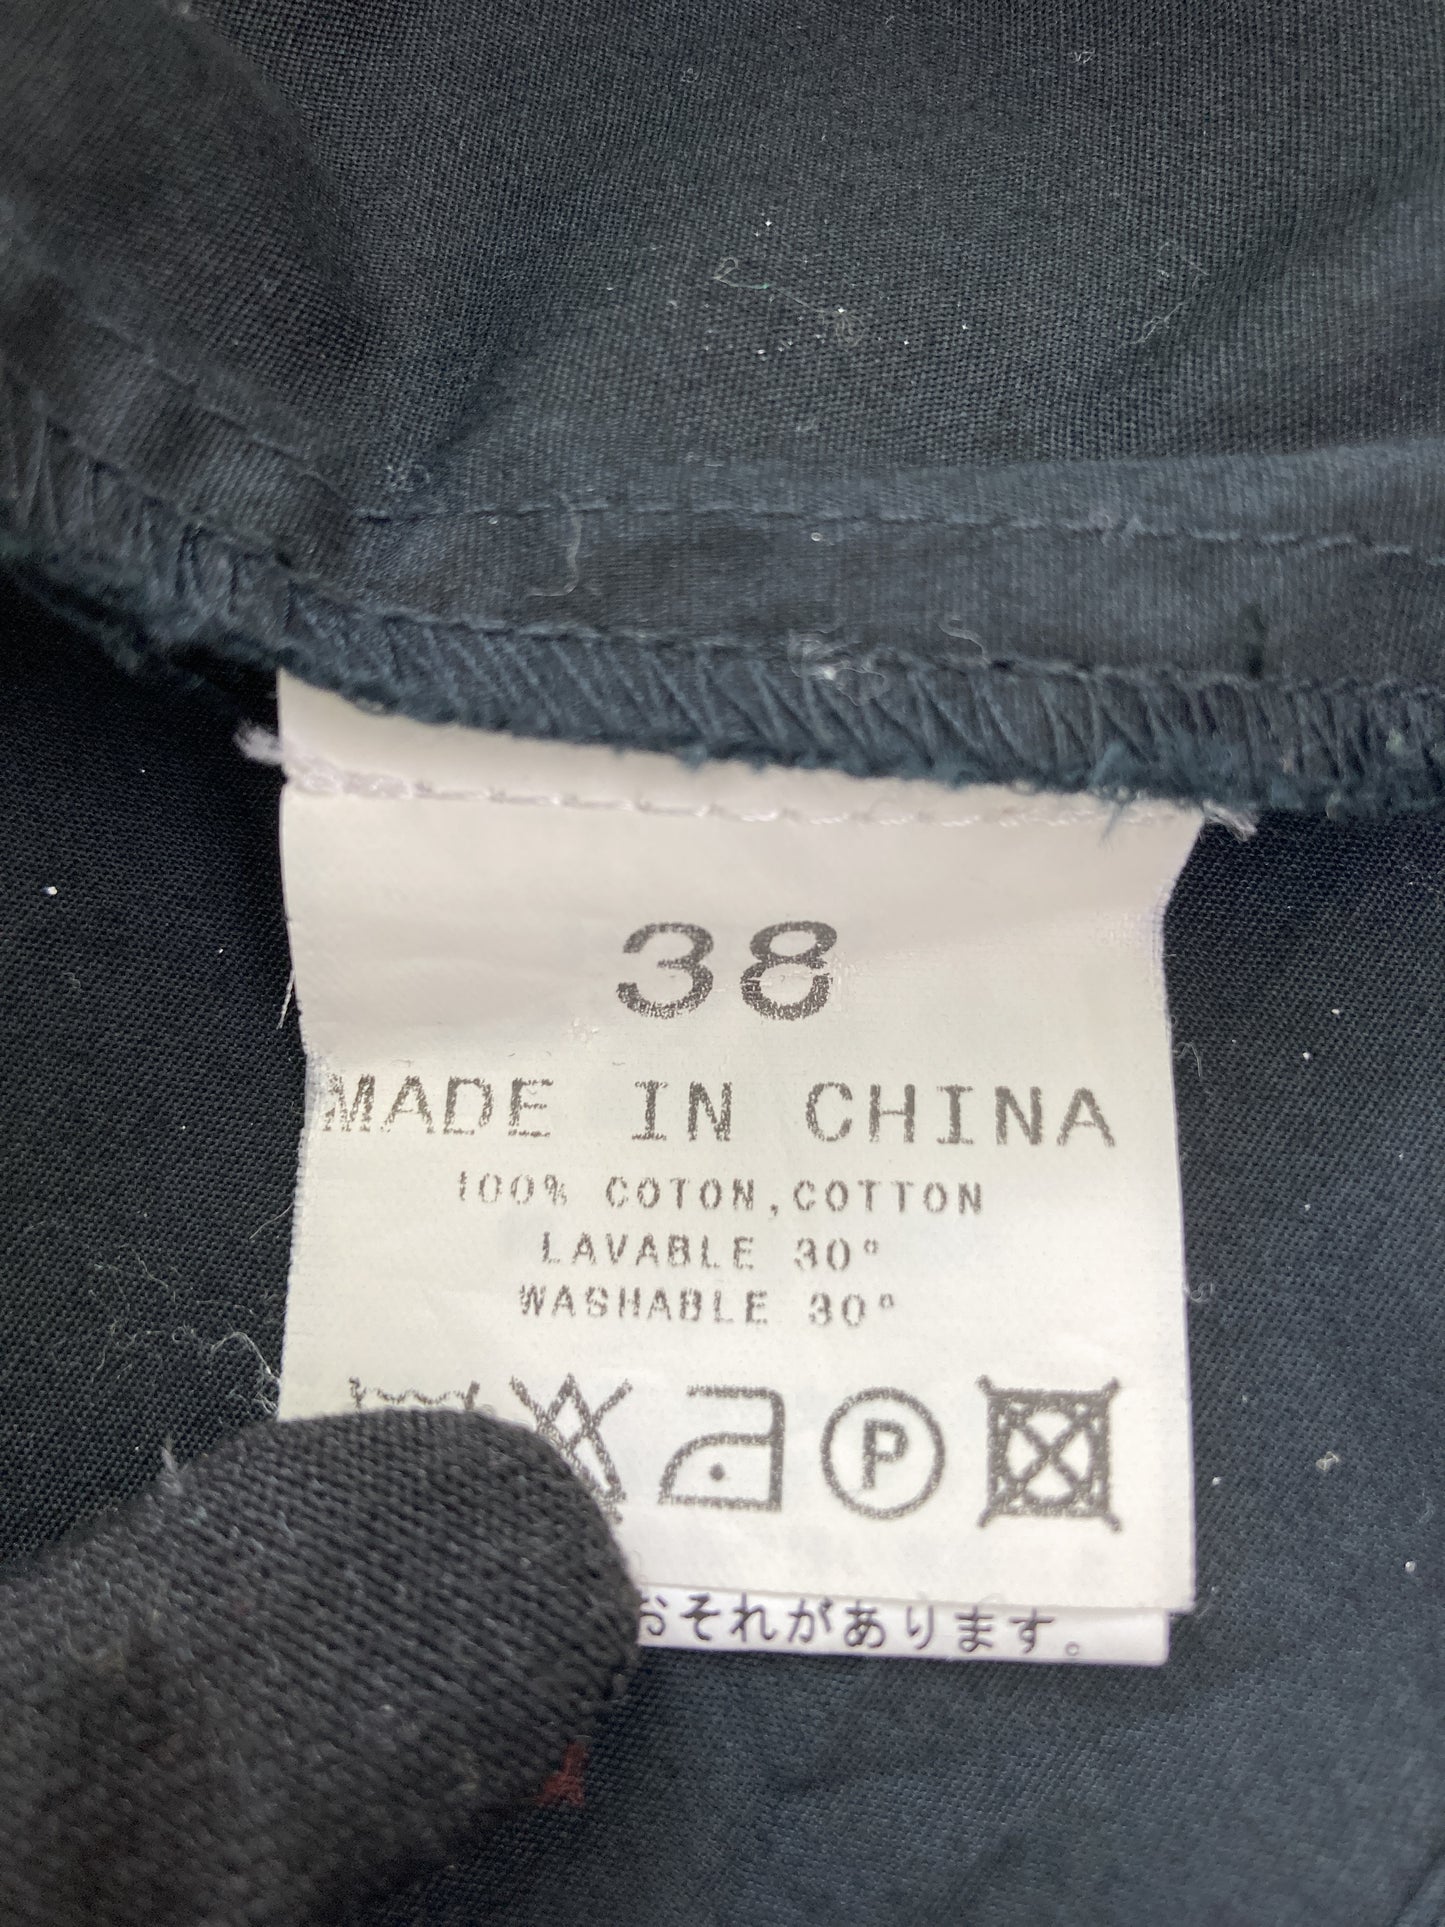 38
MADE IN CHINA
100% COTON,COTTON
LAVABLE 30°
WASHABLE 30°
P
おそれがあります。